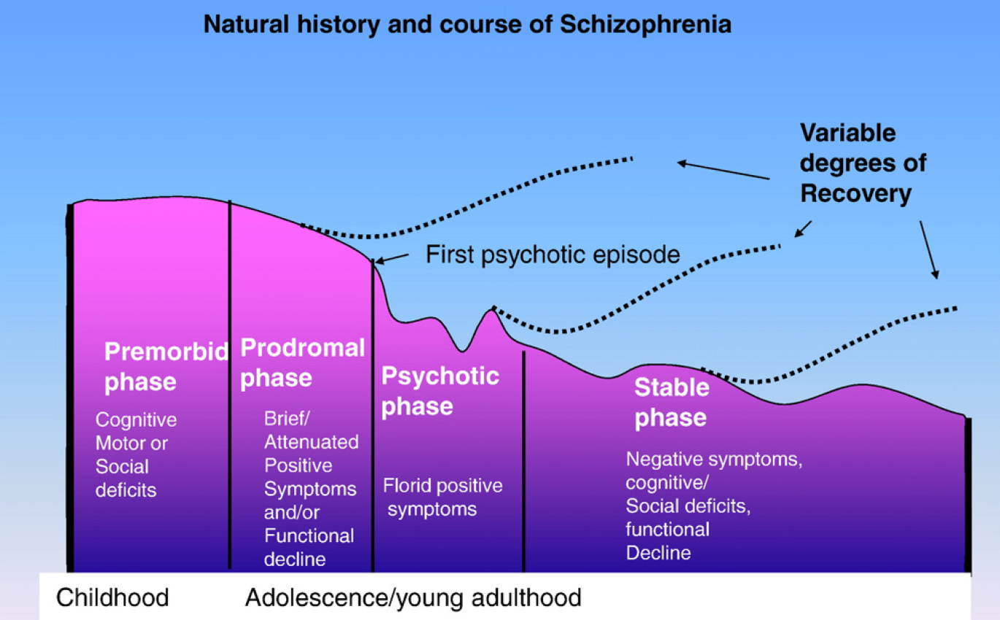 Natural history and course of Schizophrenia
Variable
degrees of
Recovery
First psychotic episode
Premorbid
phase
Cognitive
Motor or
Social
deficits
Prodromal
phase
Brief/
Attenuated
Positive
Symptoms
and/or
Functional
decline
Psychotic
phase
Florid positive
symptoms
Stable
phase
Negative symptoms,
cognitive/
Social deficits,
functional
Decline
Childhood
Adolescence/young adulthood